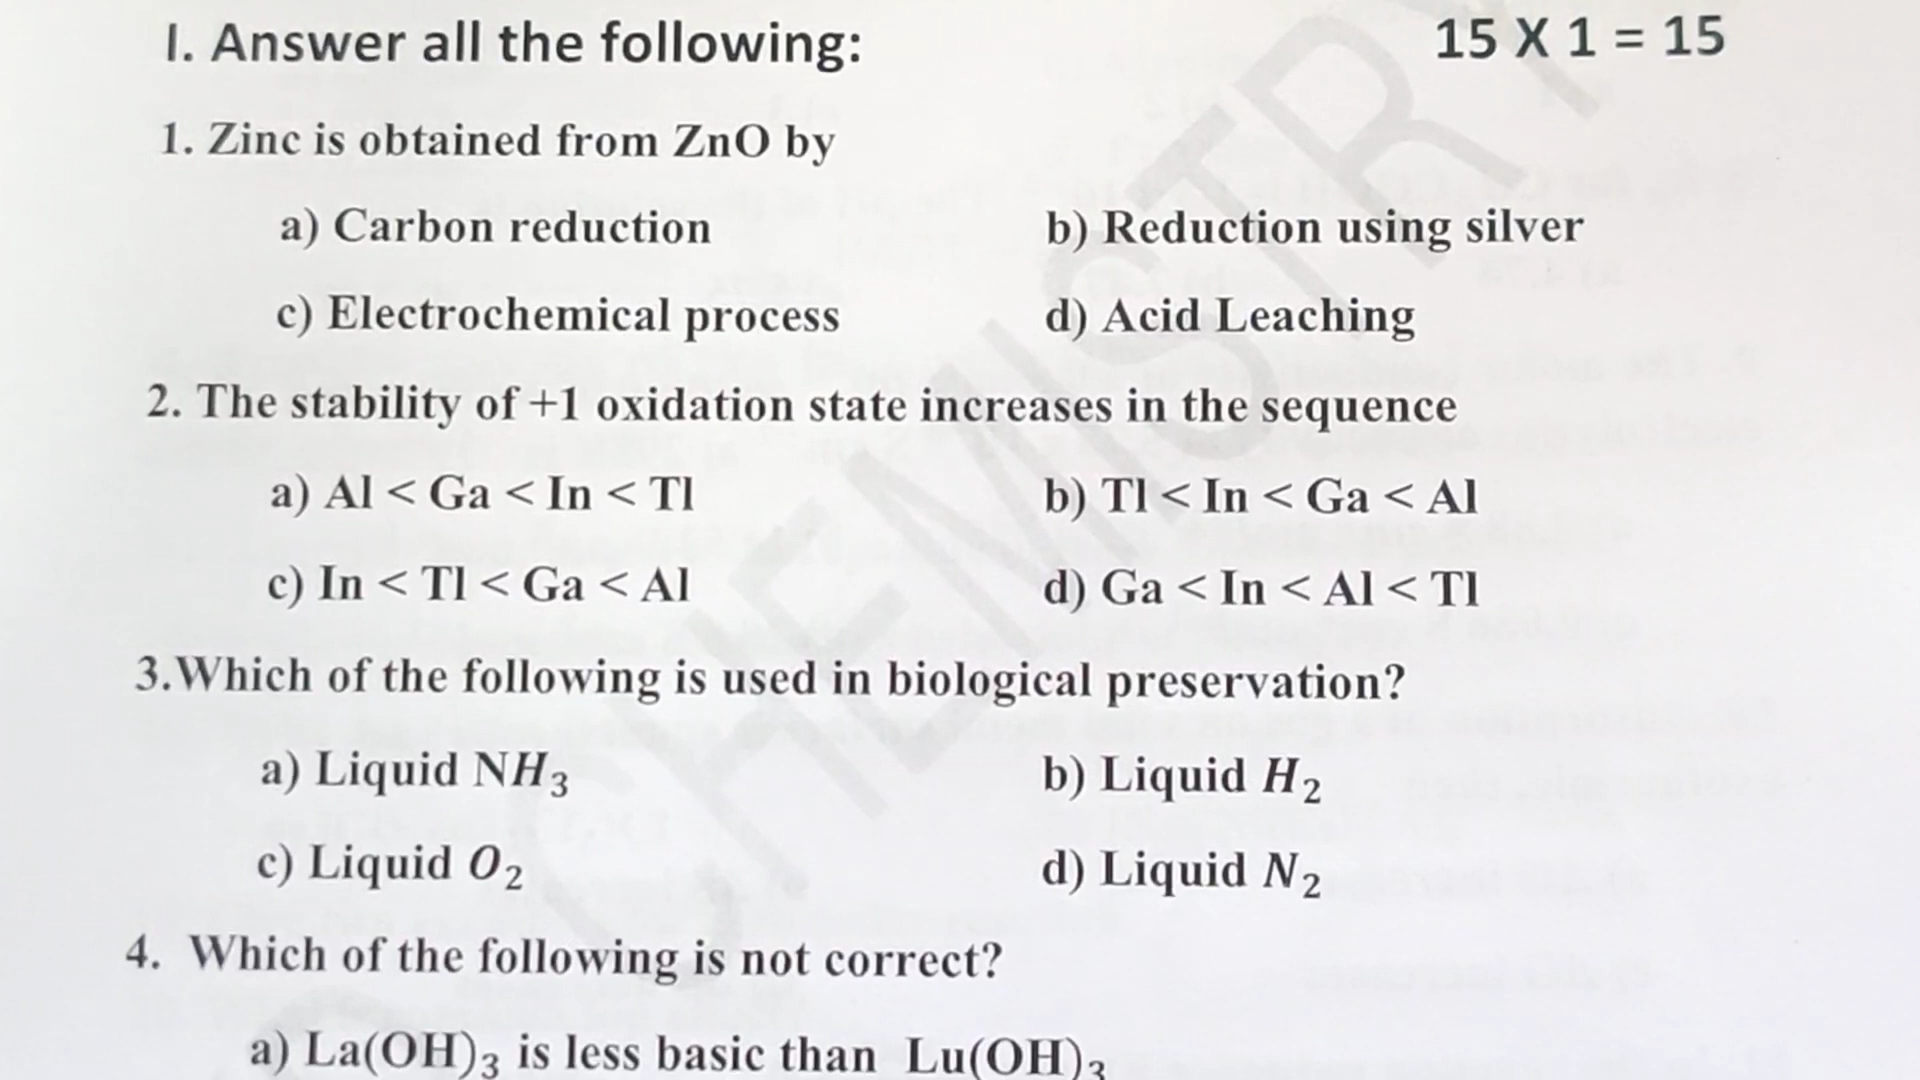 I. Answer all the following: 15 X 1 = 15
1. Zinc is obtained from ZnO by
a) Carbon reduction b) Reduction using silver
c) Electrochemical process d) Acid Leaching
2. The stability of +1 oxidation state increases in the sequence
a) Al < Ga < In < Tl b) Tl < In < Ga < Al
c) In < Tl < Ga < Al d) Ga < In < Al < Tl
3.Which of the following is used in biological preservation?
a) Liquid NH₃ b) Liquid H₂
c) Liquid O₂ d) Liquid N₂
4. Which of the following is not correct?
a) La(OH)₃ is less basic than Lu(OH)₃
CHEMISTRY